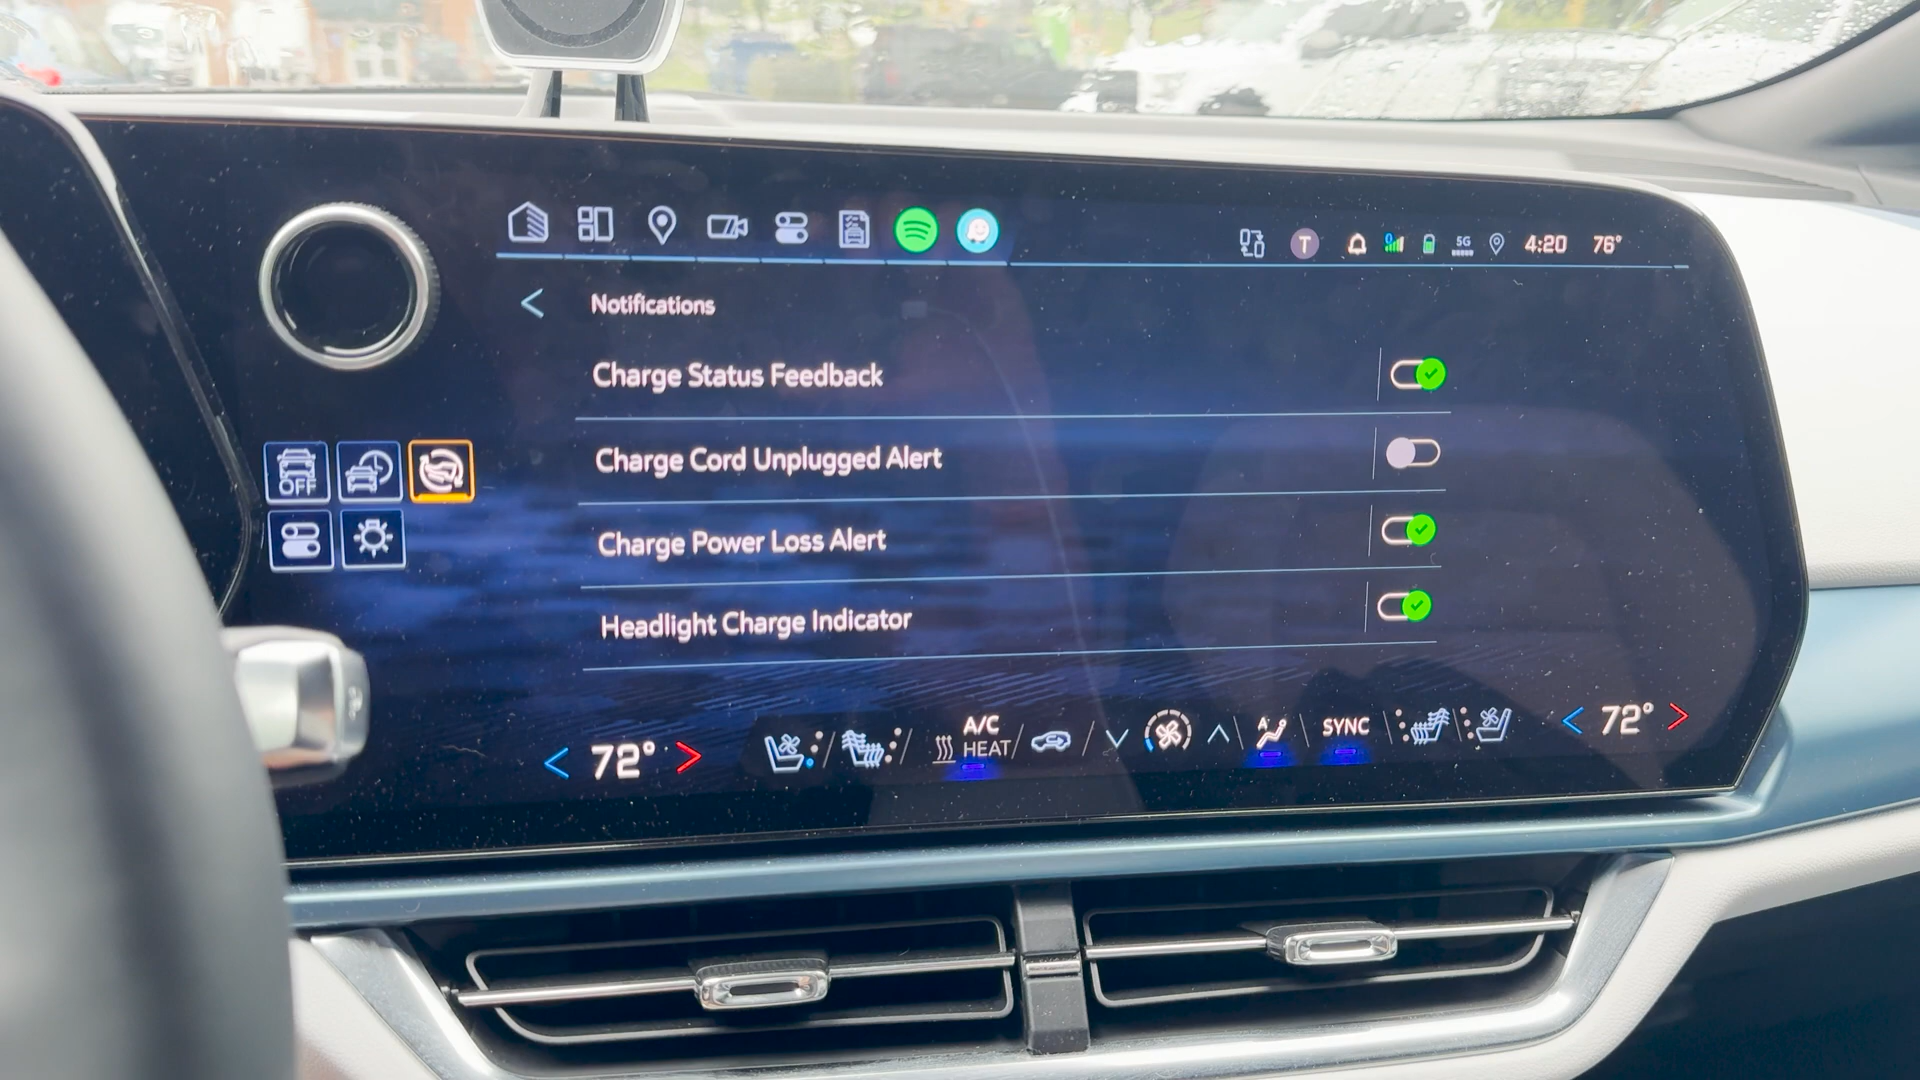 T
5G
4:20
76°
Notifications
Charge Status Feedback
Charge Cord Unplugged Alert
OFF
Charge Power Loss Alert
Headlight Charge Indicator
72°
A/C
HEAT
A
SYNC
72°